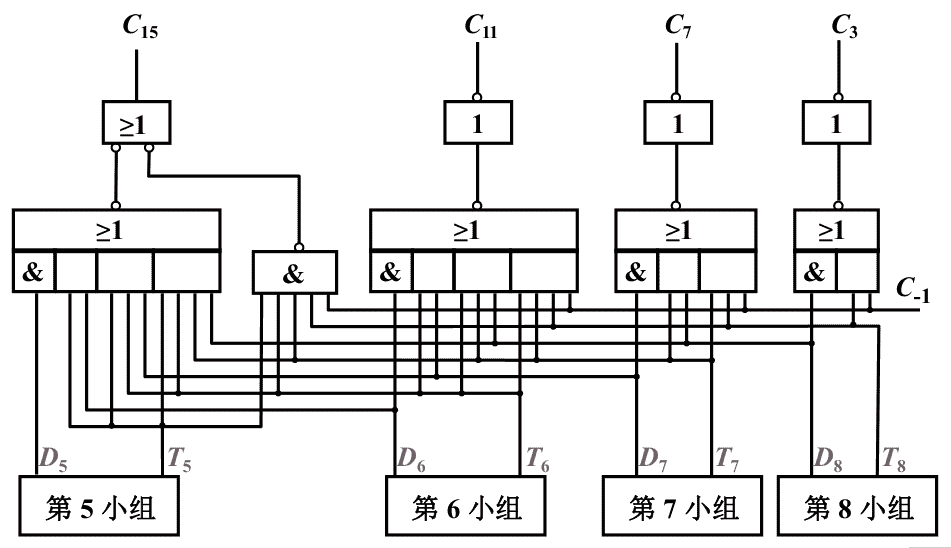 C₁₅ C₁₁ C₇ C₃
≥1 1 1 1
≥1 ≥1 ≥1 ≥1
& & & & &
C₋₁
D₅ T₅ D₆ T₆ D₇ T₇ D₈ T₈
第 5 小组 第 6 小组 第 7 小组 第 8 小组